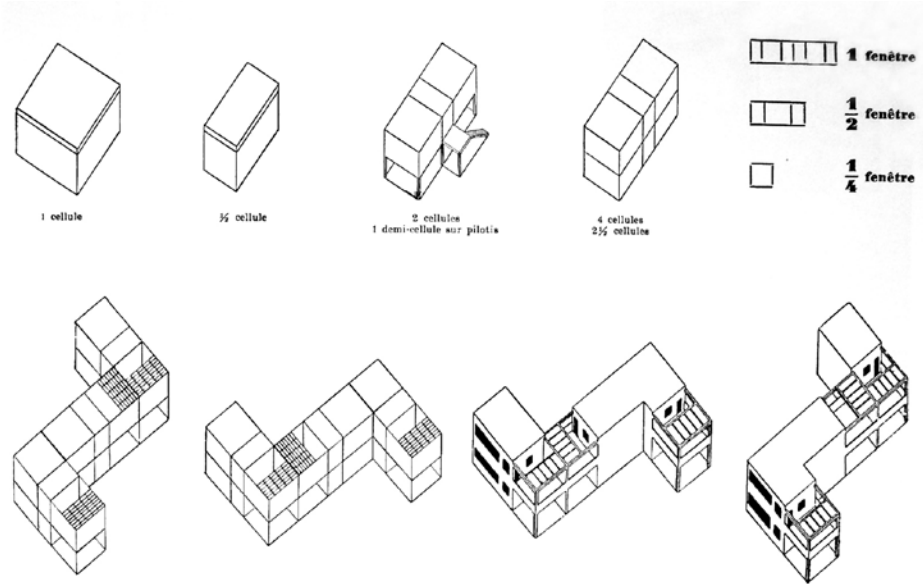 1 fenêtre
1/2 fenêtre
1/4 fenêtre
1 cellule
½ cellule
2 cellules
1 demi-cellule sur pilotis
4 cellules
2½ cellules